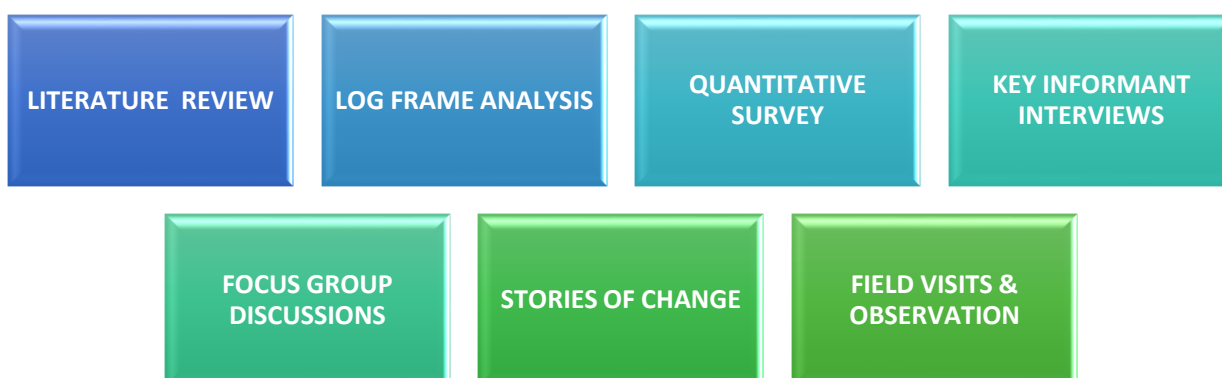 LITERATURE REVIEW
LOG FRAME ANALYSIS
QUANTITATIVE
SURVEY
KEY INFORMANT
INTERVIEWS
FOCUS GROUP
DISCUSSIONS
STORIES OF CHANGE
FIELD VISITS &
OBSERVATION